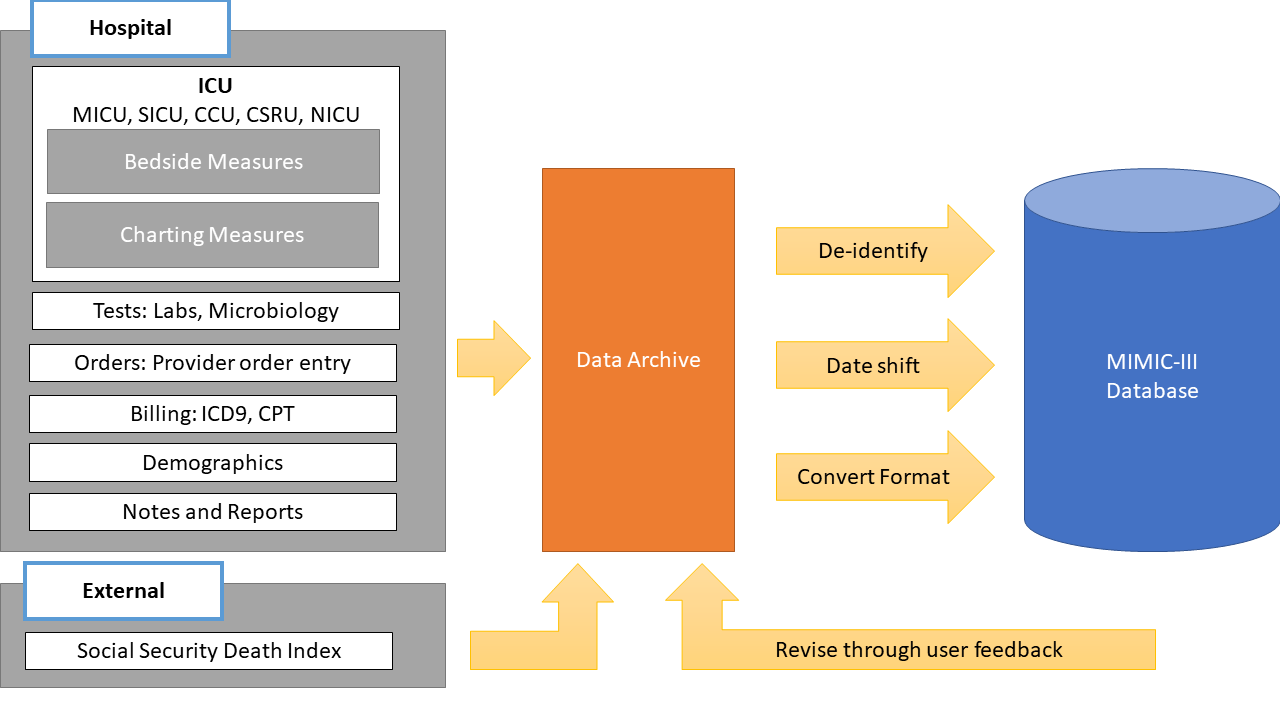 Hospital
ICU
MICU, SICU, CCU, CSRU, NICU
Bedside Measures
Charting Measures
Tests: Labs, Microbiology
Orders: Provider order entry
Billing: ICD9, CPT
Demographics
Notes and Reports
External
Social Security Death Index
Data Archive
De-identify
Date shift
Convert Format
MIMIC-III
Database
Revise through user feedback